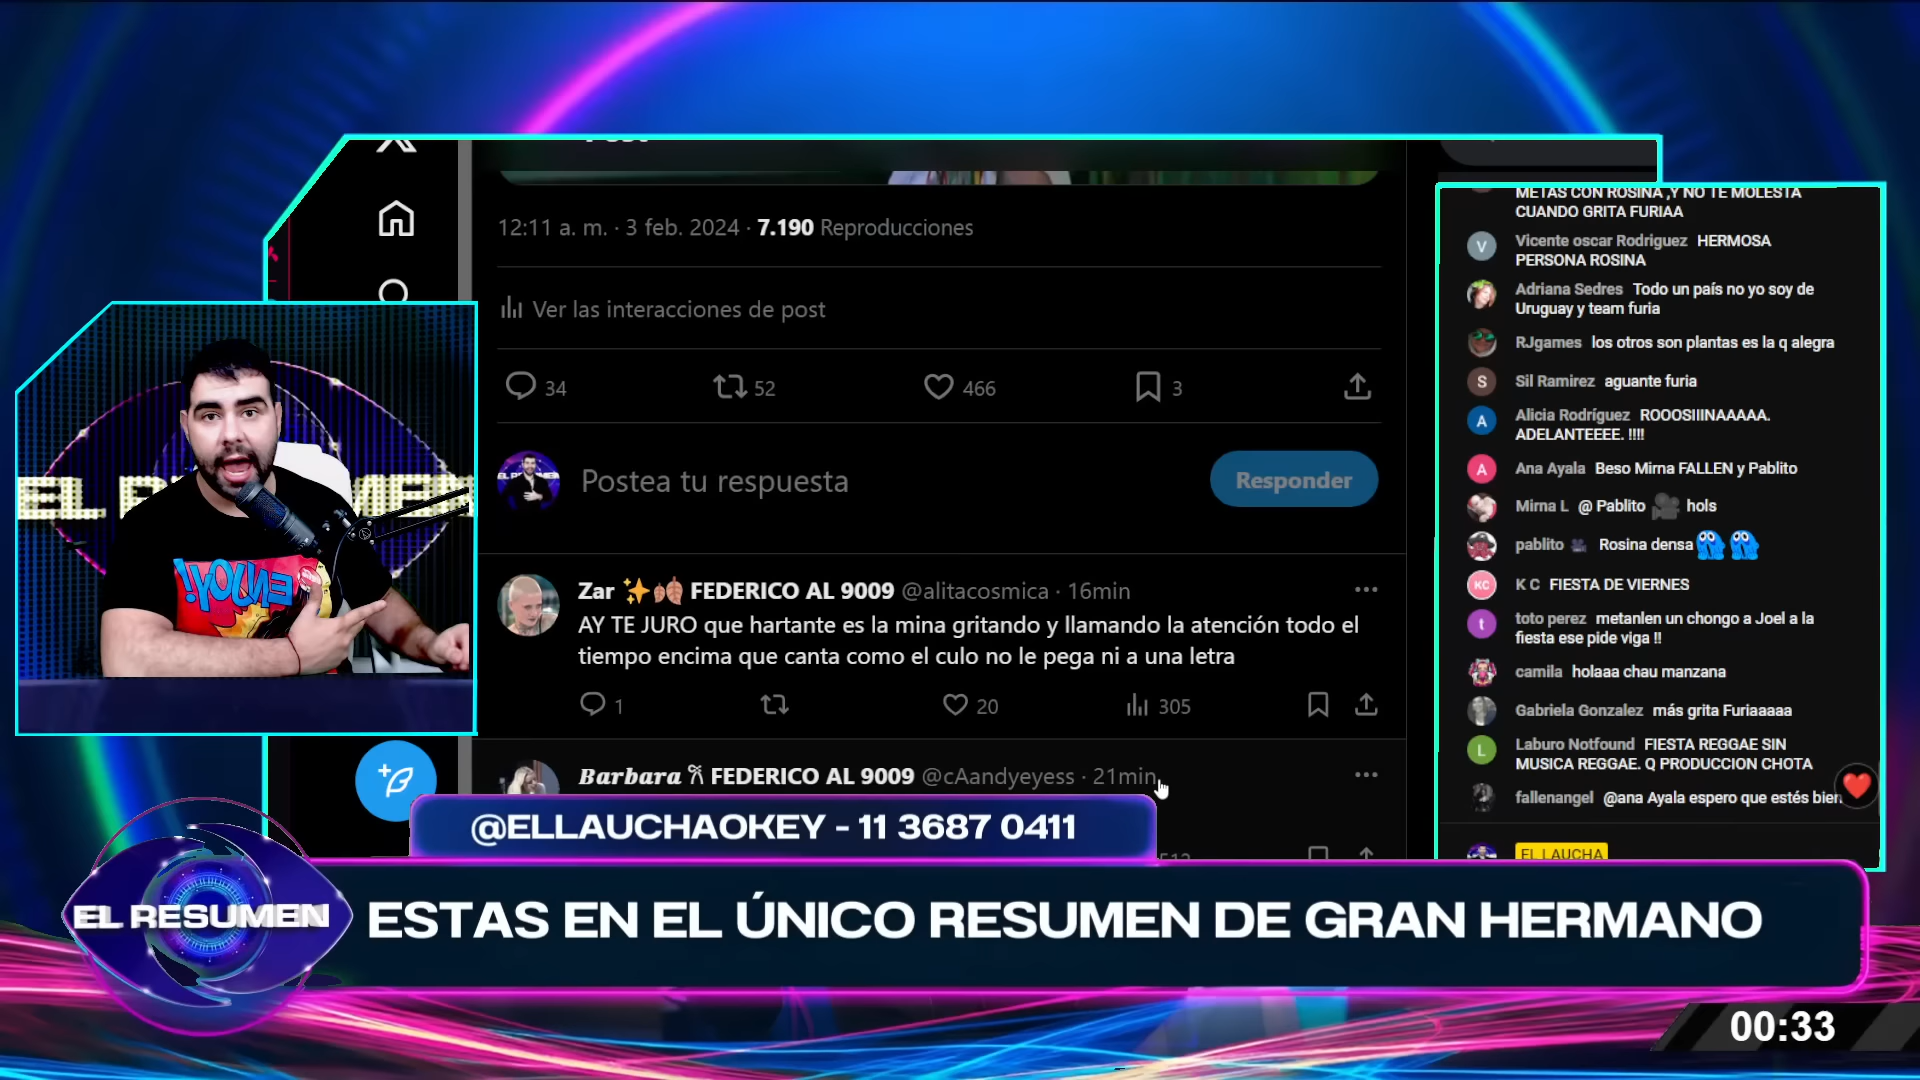 Post
12:11 a. m. · 3 feb. 2024 · 7.190 Reproducciones
Ver las interacciones de post
34
52
466
3
Postea tu respuesta
Responder
Zar ✨🍂 FEDERICO AL 9009 @alitacosmica · 16min
AY TE JURO que hartante es la mina gritando y llamando la atención todo el
tiempo encima que canta como el culo no le pega ni a una letra
1
20
305
Barbara FEDERICO AL 9009 @cAandyeyess · 21min
512
METAS CON ROSINA ,Y NO TE MOLESTA
CUANDO GRITA FURIAA
V
Vicente oscar Rodriguez HERMOSA
PERSONA ROSINA
Adriana Sedres Todo un país no yo soy de
Uruguay y team furia
RJgames los otros son plantas es la q alegra
S
Sil Ramirez aguante furia
A
Alicia Rodríguez ROOOSIIINAAAAA.
ADELANTEEEE. !!!!
A
Ana Ayala Beso Mirna FALLEN y Pablito
Mirna L @ Pablito 🎥 hols
pablito Rosina densa
KC
K C FIESTA DE VIERNES
t
toto perez metanlen un chongo a Joel a la
fiesta ese pide viga !!
camila holaaa chau manzana
Gabriela Gonzalez más grita Furiaaaaa
L
Laburo Notfound FIESTA REGGAE SIN
MUSICA REGGAE. Q PRODUCCION CHOTA
fallenangel @ana Ayala espero que estés bien
EL LAUCHA
ENJOY!
@ELLAUCHAOKEY - 11 3687 0411
EL RESUMEN
ESTAS EN EL ÚNICO RESUMEN DE GRAN HERMANO
00:33